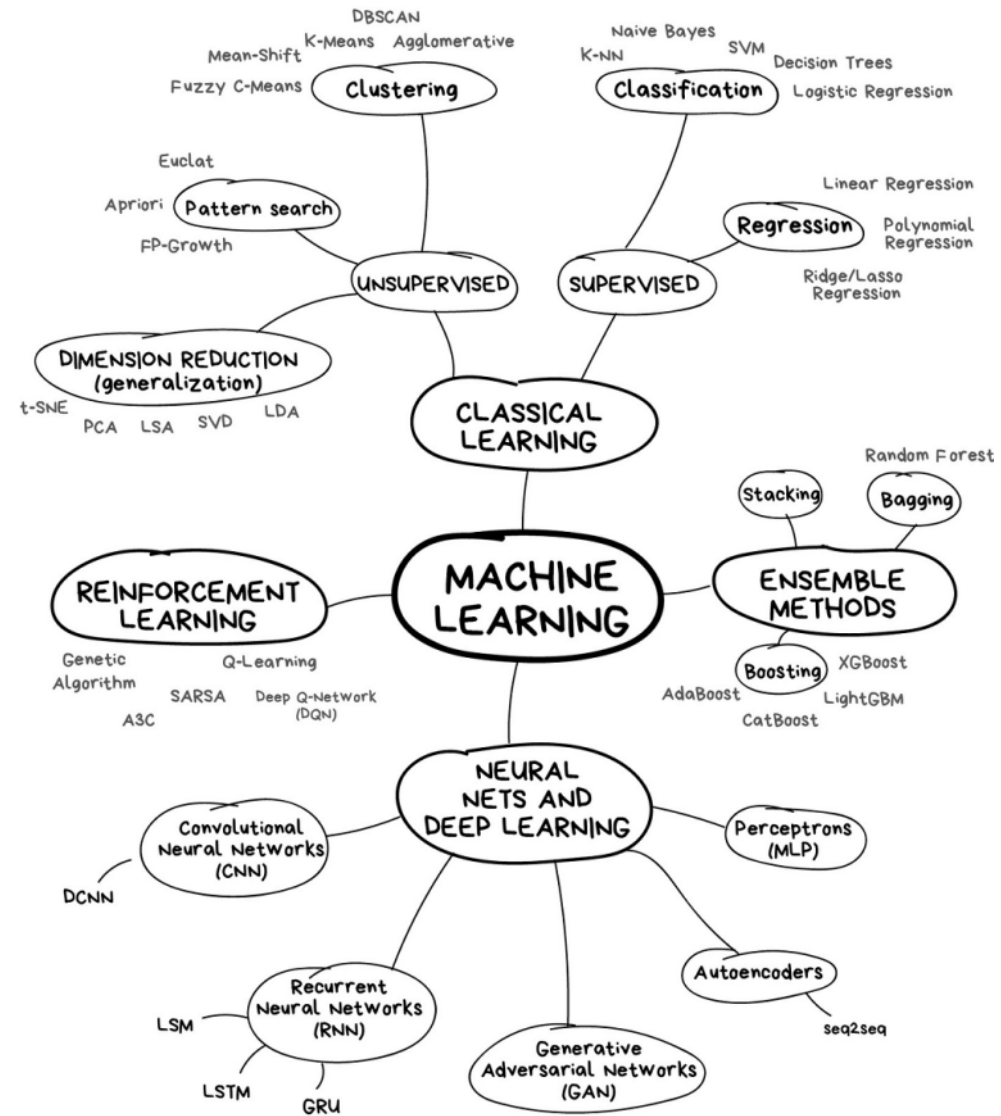 DBSCAN
K-Means
Agglomerative
Mean-Shift
Fuzzy C-Means
Clustering
Naive Bayes
K-NN
SVM
Decision Trees
Classification
Logistic Regression
Euclat
Apriori
Pattern search
FP-Growth
Linear Regression
Regression
Polynomial
Regression
Ridge/Lasso
Regression
UNSUPERVISED
SUPERVISED
DIMENSION REDUCTION
(generalization)
t-SNE
PCA
LSA
SVD
LDA
CLASSICAL
LEARNING
Random Forest
Stacking
Bagging
MACHINE
LEARNING
REINFORCEMENT
LEARNING
ENSEMBLE
METHODS
Genetic
Algorithm
Q-Learning
SARSA
Deep Q-Network
(DQN)
A3C
Boosting
XGBoost
AdaBoost
LightGBM
CatBoost
NEURAL
NETS AND
DEEP LEARNING
Convolutional
Neural Networks
(CNN)
DCNN
Perceptrons
(MLP)
Autoencoders
seq2seq
Recurrent
Neural Networks
(RNN)
LSM
LSTM
GRU
Generative
Adversarial Networks
(GAN)